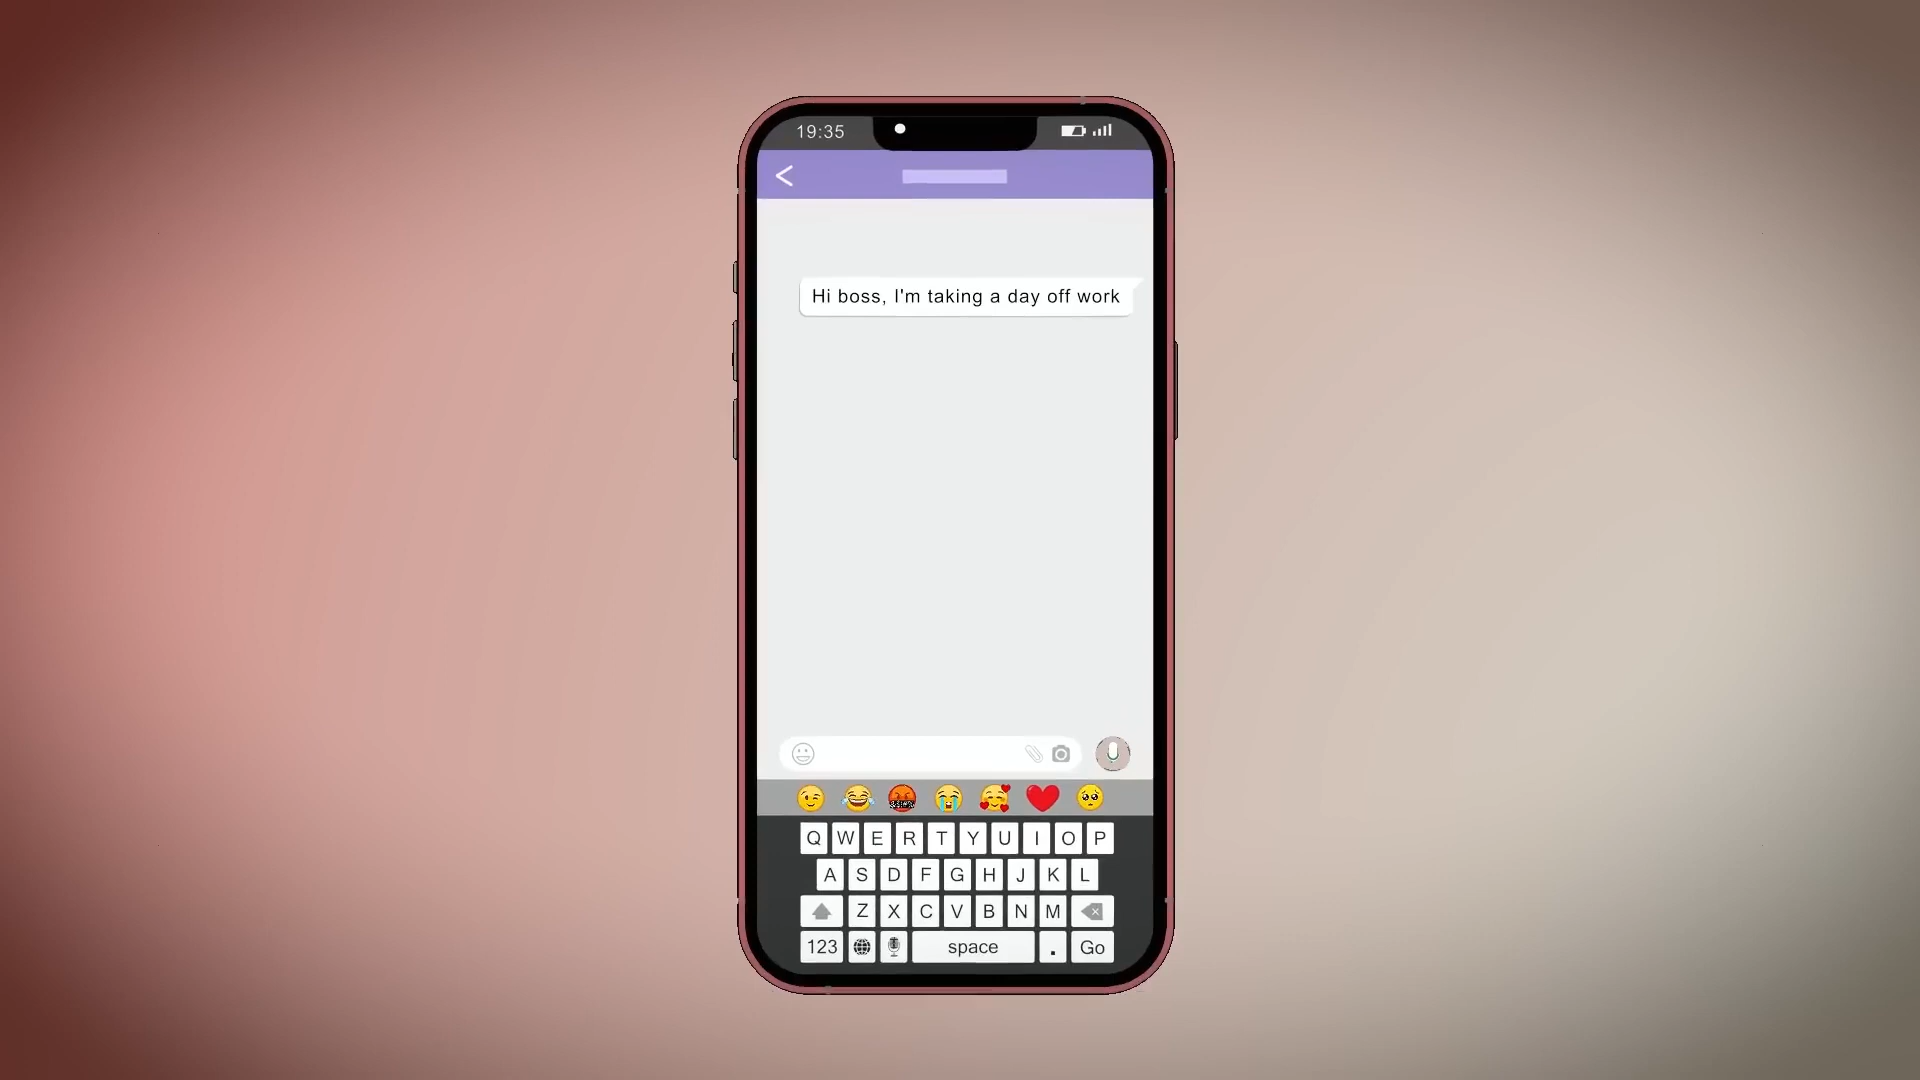 19:35
Hi boss, I'm taking a day off work
Q W E R T Y U I O P
A S D F G H J K L
Z X C V B N M
123 space . Go